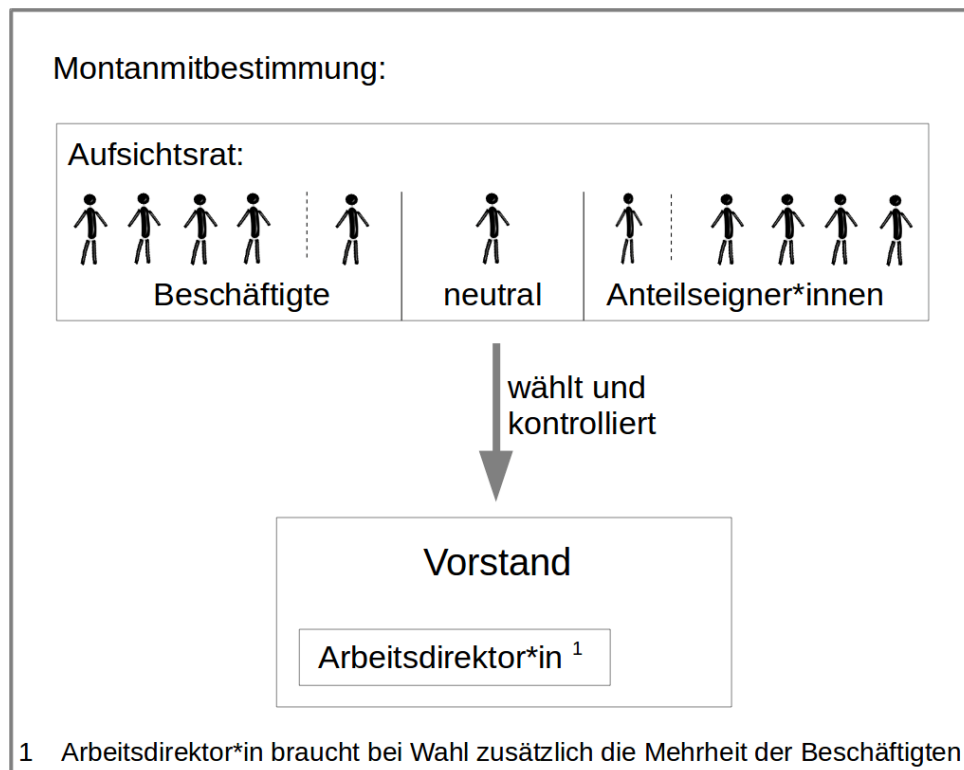 Montanmitbestimmung:
Aufsichtsrat:
Beschäftigte
neutral
Anteilseigner*innen
wählt und
kontrolliert
Vorstand
Arbeitsdirektor*in 1
1 Arbeitsdirektor*in braucht bei Wahl zusätzlich die Mehrheit der Beschäftigten